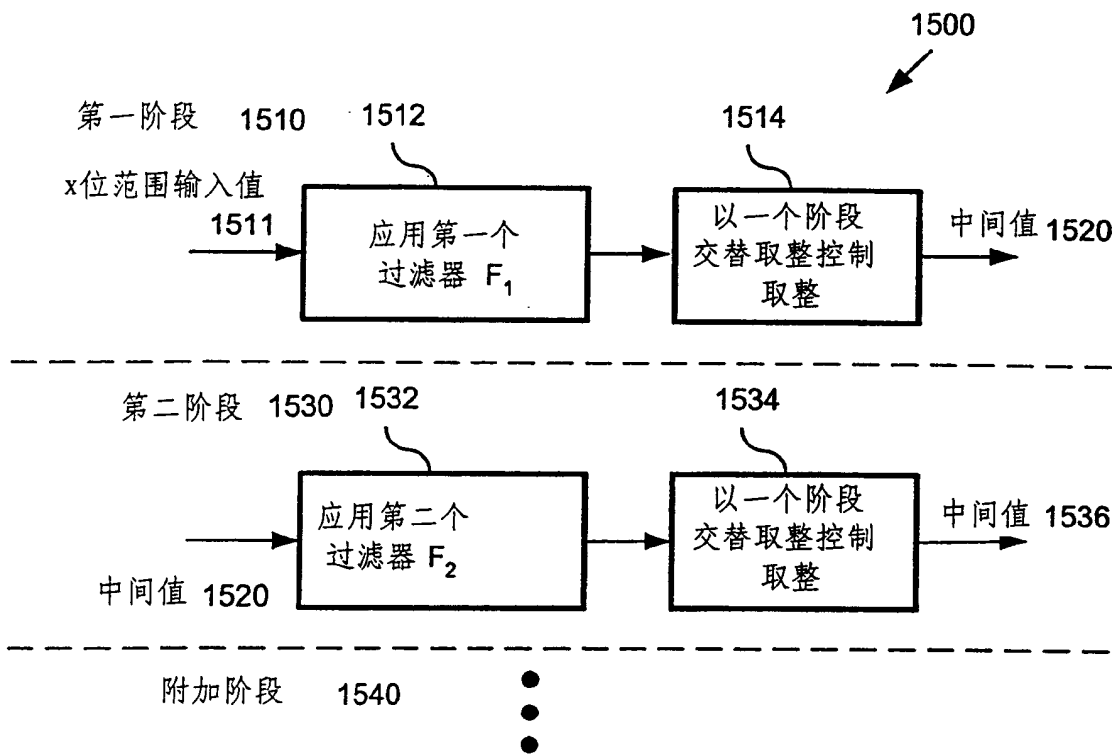 1500
第一阶段 1510
1512
1514
x位范围输入值
1511
应用第一个
过滤器 F₁
以一个阶段
交替取整控制
取整
中间值 1520
第二阶段 1530
1532
1534
应用第二个
过滤器 F₂
以一个阶段
交替取整控制
取整
中间值 1536
中间值 1520
附加阶段 1540